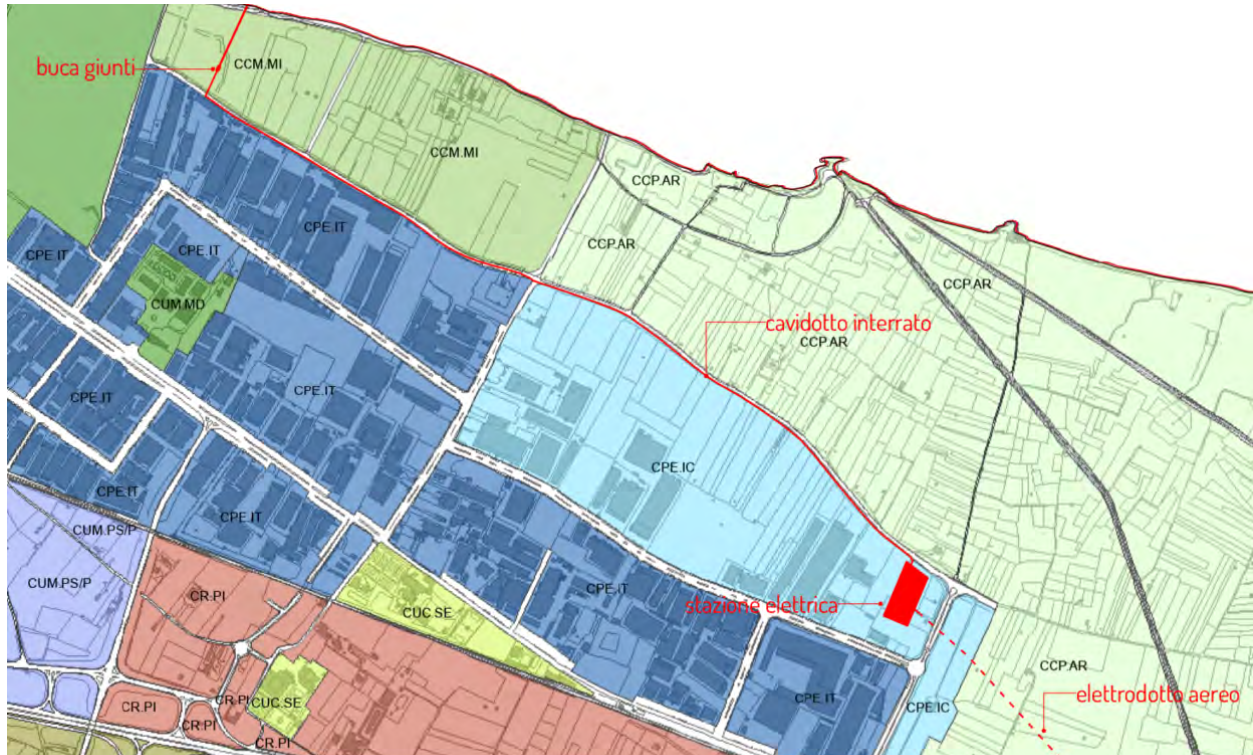 CCM.MI
buca giunti
CCM.MI
CCP.AR
CPE.IT
CCP.AR
CPE.IT
CPE.IT
CCP.AR
CUM.MD
cavidotto interrato
CCP.AR
CPE.IT
CPE.IT
CPE.IC
CPE.IT
CPE.IT
CUM.PS/P
CUM.PS/P
CPE.IT
CR.PI
stazione elettrica
CUC.SE
CCP.AR
CR.PI
CUC.SE
CPE.IT
elettrodotto aereo
CR.PI
CR.PI
CPE.IC
CR.PI